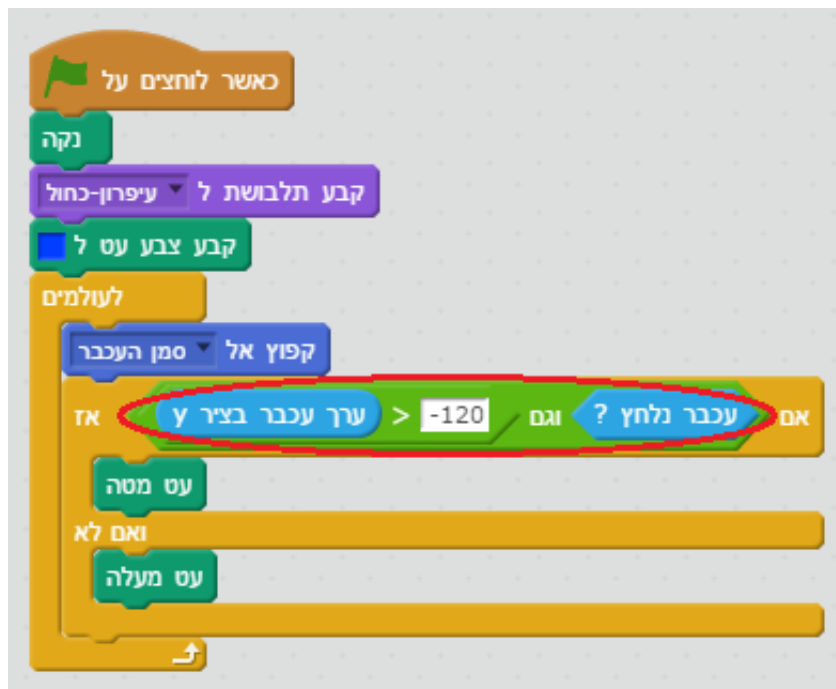 כאשר לוחצים על
נקה
קבע תלבושת ל עיפרון-כחול
קבע צבע עט ל
לעולמים
קפוץ אל סמן העכבר
אם עכבר נלחץ ? וגם -120 > ערך עכבר בציר y אז
עט מטה
ואם לא
עט מעלה